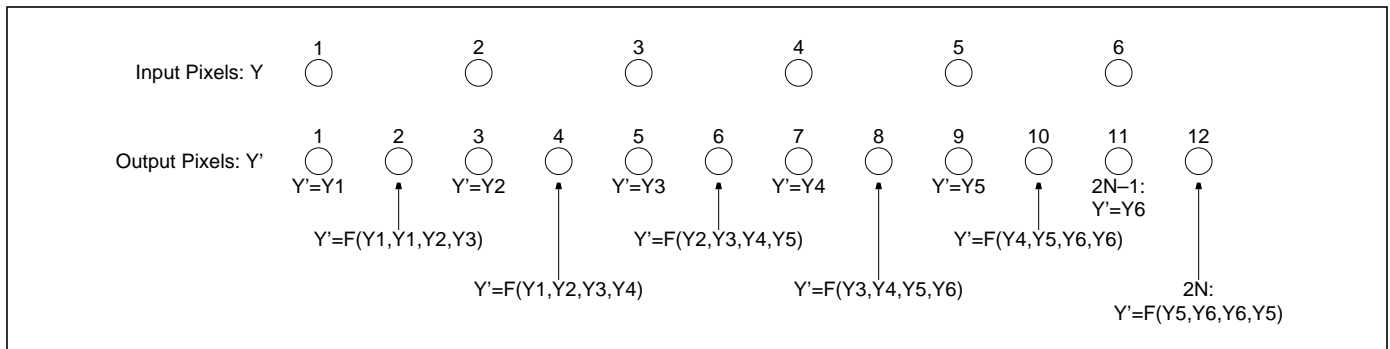 1 2 3 4 5 6
Input Pixels: Y
1 2 3 4 5 6 7 8 9 10 11 12
Output Pixels: Y’
Y’=Y1 Y’=Y2 Y’=Y3 Y’=Y4 Y’=Y5 2N–1:
Y’=Y6
Y’=F(Y1,Y1,Y2,Y3) Y’=F(Y2,Y3,Y4,Y5) Y’=F(Y4,Y5,Y6,Y6)
Y’=F(Y1,Y2,Y3,Y4) Y’=F(Y3,Y4,Y5,Y6) 2N:
Y’=F(Y5,Y6,Y6,Y5)